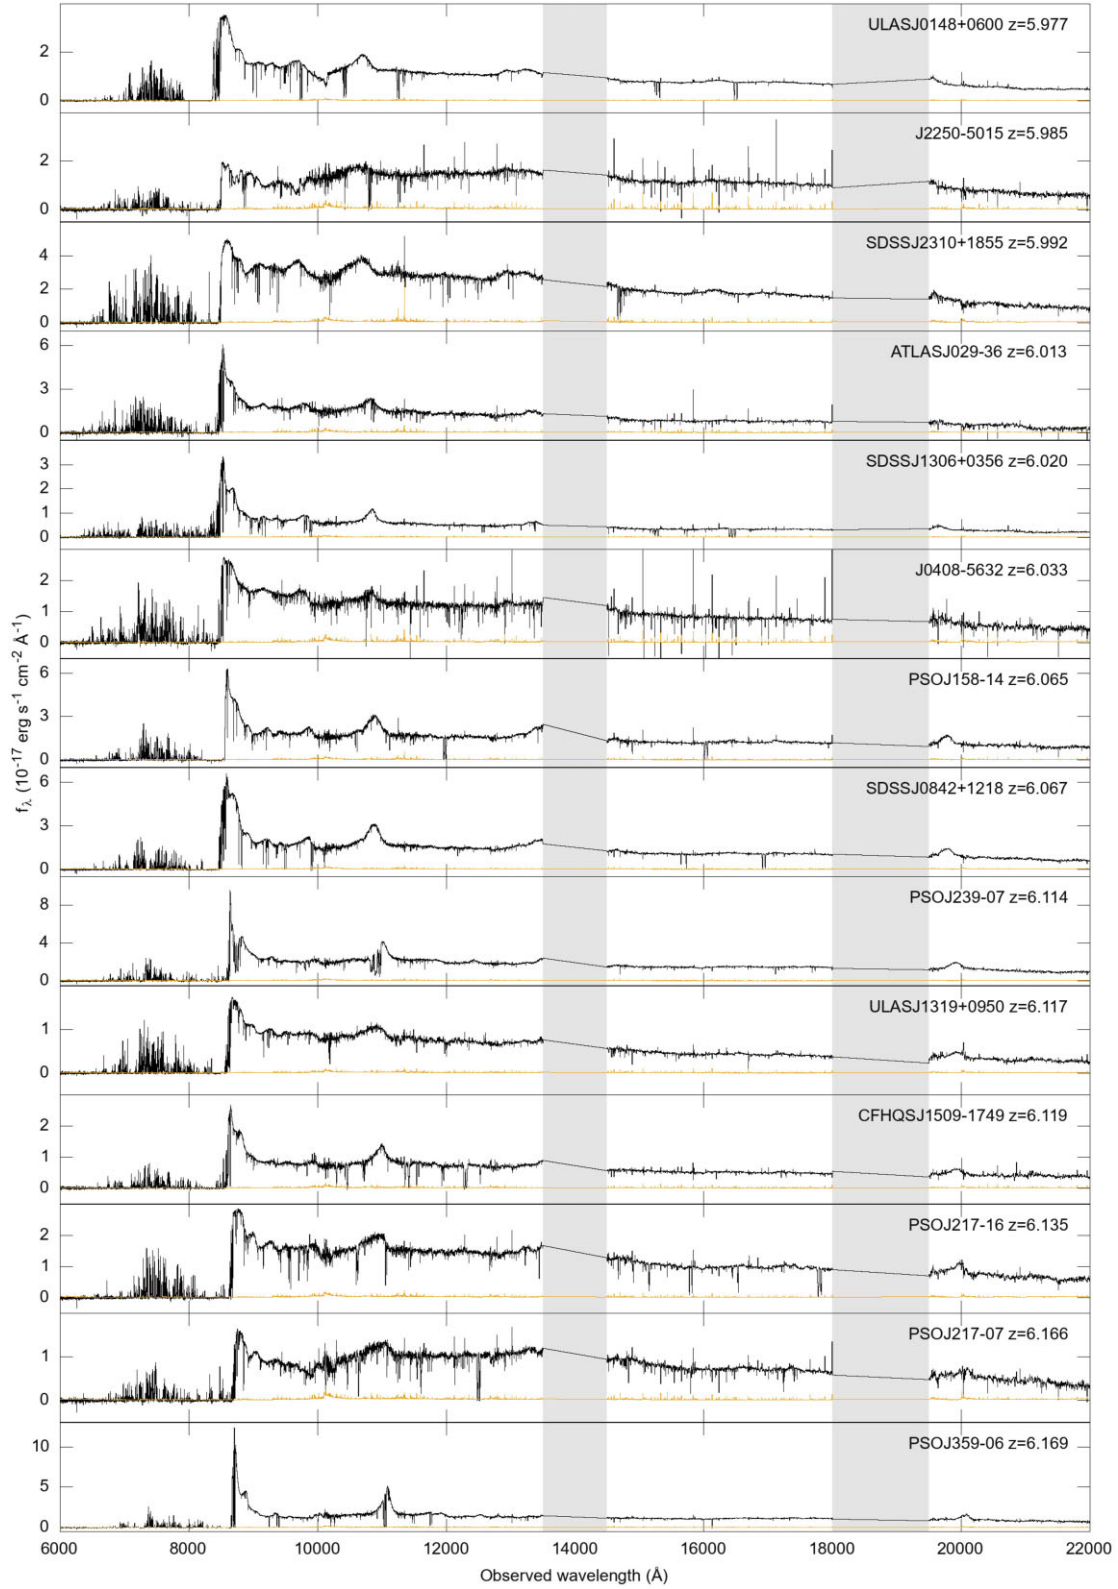 ULASJ0148+0600 z=5.977
2
0
J2250-5015 z=5.985
2
0
SDSSJ2310+1855 z=5.992
4
2
0
ATLASJ029-36 z=6.013
6
3
0
SDSSJ1306+0356 z=6.020
3
2
1
0
J0408-5632 z=6.033
2
1
0
PSOJ158-14 z=6.065
6
3
0
SDSSJ0842+1218 z=6.067
6
3
0
PSOJ239-07 z=6.114
8
4
0
ULASJ1319+0950 z=6.117
1
0
CFHQSJ1509-1749 z=6.119
2
1
0
PSOJ217-16 z=6.135
2
1
0
PSOJ217-07 z=6.166
1
0
PSOJ359-06 z=6.169
10
5
0
fλ (10⁻¹⁷ erg s⁻¹ cm⁻² Å⁻¹)
6000 8000 10000 12000 14000 16000 18000 20000 22000
Observed wavelength (Å)